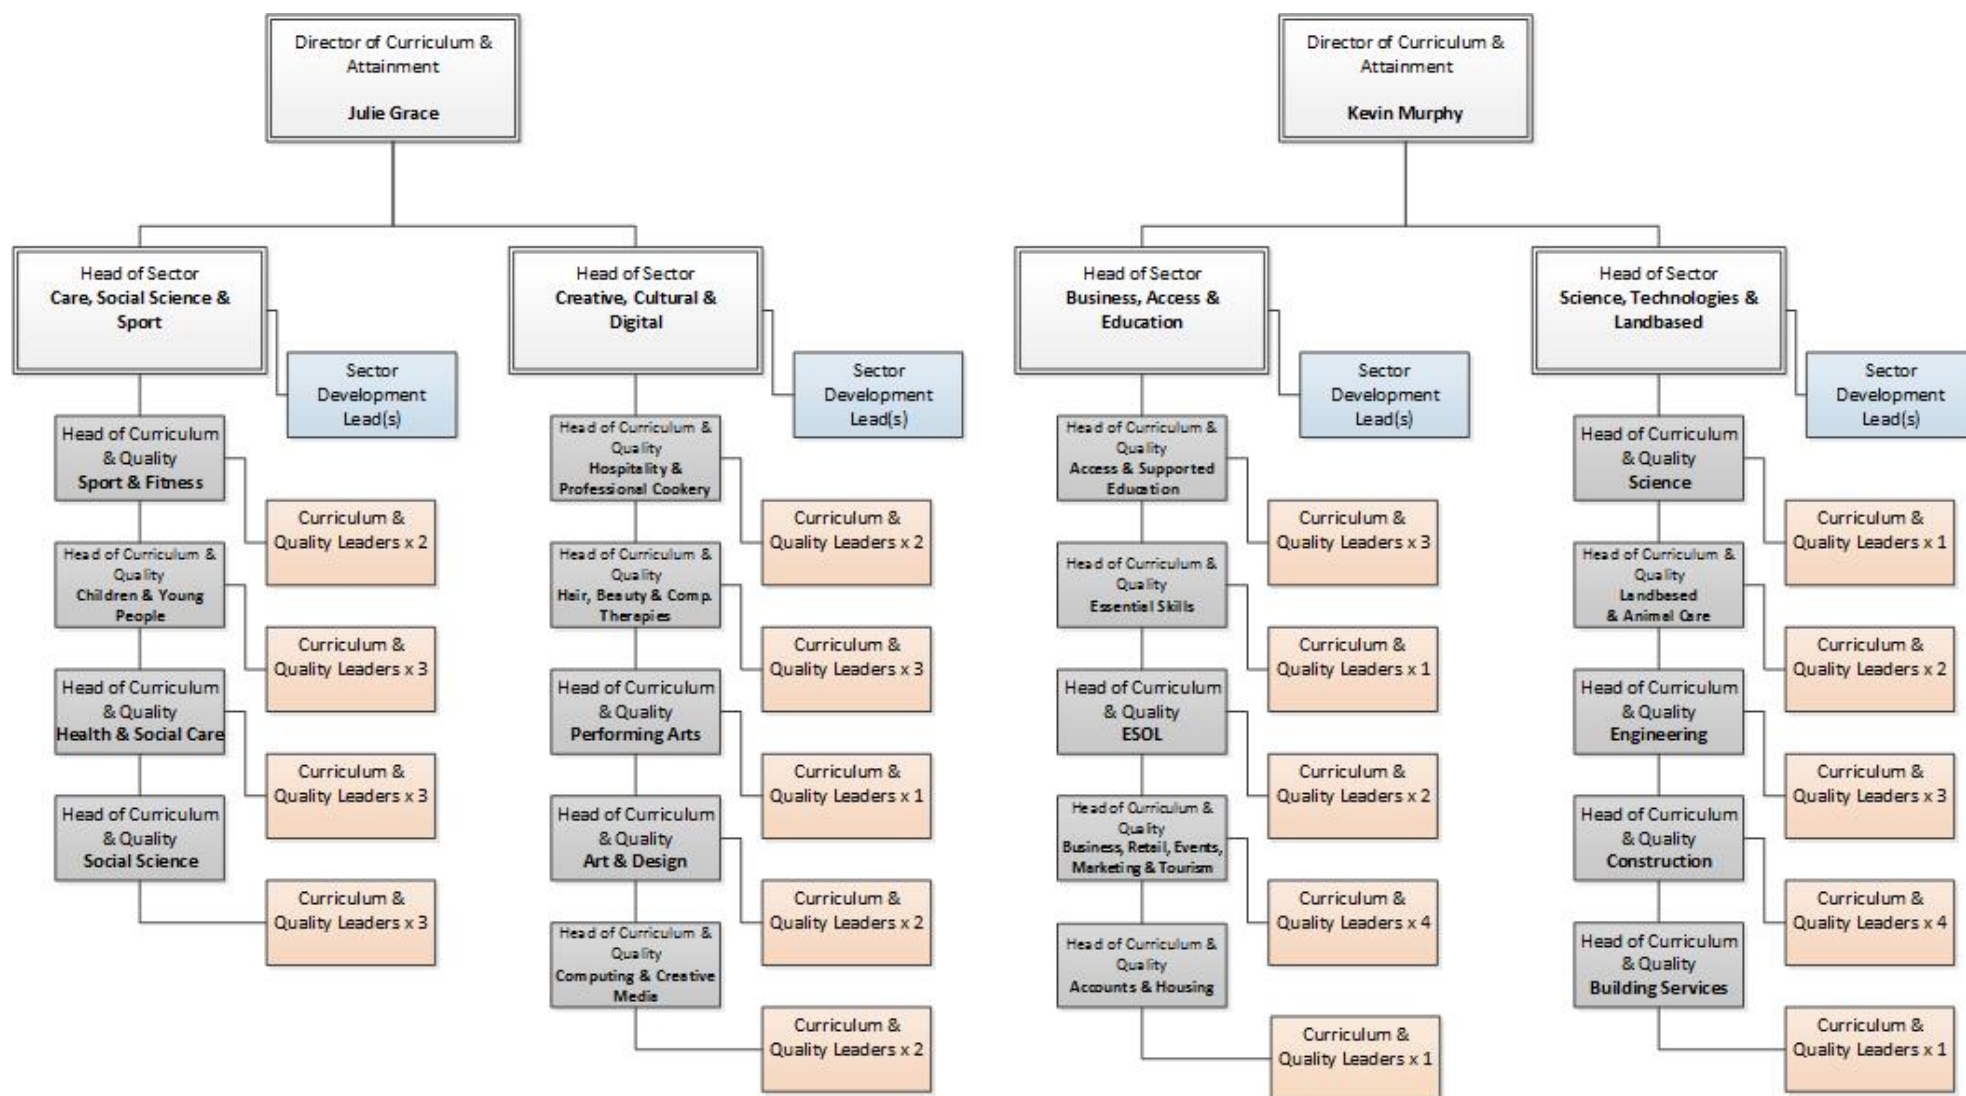 Director of Curriculum &
Attainment
Julie Grace
Director of Curriculum &
Attainment
Kevin Murphy
Head of Sector
Care, Social Science &
Sport
Sector
Development
Lead(s)
Head of Curriculum
& Quality
Sport & Fitness
Curriculum &
Quality Leaders x 2
Head of Curriculum &
Quality
Children & Young
People
Curriculum &
Quality Leaders x 3
Head of Curriculum
& Quality
Health & Social Care
Curriculum &
Quality Leaders x 3
Head of Curriculum
& Quality
Social Science
Curriculum &
Quality Leaders x 3
Head of Sector
Creative, Cultural &
Digital
Sector
Development
Lead(s)
Head of Curriculum &
Quality
Hospitality &
Professional Cookery
Curriculum &
Quality Leaders x 2
Head of Curriculum &
Quality
Hair, Beauty & Comp.
Therapies
Curriculum &
Quality Leaders x 3
Head of Curriculum
& Quality
Performing Arts
Curriculum &
Quality Leaders x 1
Head of Curriculum
& Quality
Art & Design
Curriculum &
Quality Leaders x 2
Head of Curriculum &
Quality
Computing & Creative
Media
Curriculum &
Quality Leaders x 2
Head of Sector
Business, Access &
Education
Sector
Development
Lead(s)
Head of Curriculum &
Quality
Access & Supported
Education
Curriculum &
Quality Leaders x 3
Head of Curriculum &
Quality
Essential Skills
Curriculum &
Quality Leaders x 1
Head of Curriculum
& Quality
ESOL
Curriculum &
Quality Leaders x 2
Head of Curriculum &
Quality
Business, Retail, Events,
Marketing & Tourism
Curriculum &
Quality Leaders x 4
Head of Curriculum &
Quality
Accounts & Housing
Curriculum &
Quality Leaders x 1
Head of Sector
Science, Technologies &
Landbased
Sector
Development
Lead(s)
Head of Curriculum
& Quality
Science
Curriculum &
Quality Leaders x 1
Head of Curriculum &
Quality
Landbased
& Animal Care
Curriculum &
Quality Leaders x 2
Head of Curriculum
& Quality
Engineering
Curriculum &
Quality Leaders x 3
Head of Curriculum
& Quality
Construction
Curriculum &
Quality Leaders x 4
Head of Curriculum
& Quality
Building Services
Curriculum &
Quality Leaders x 1